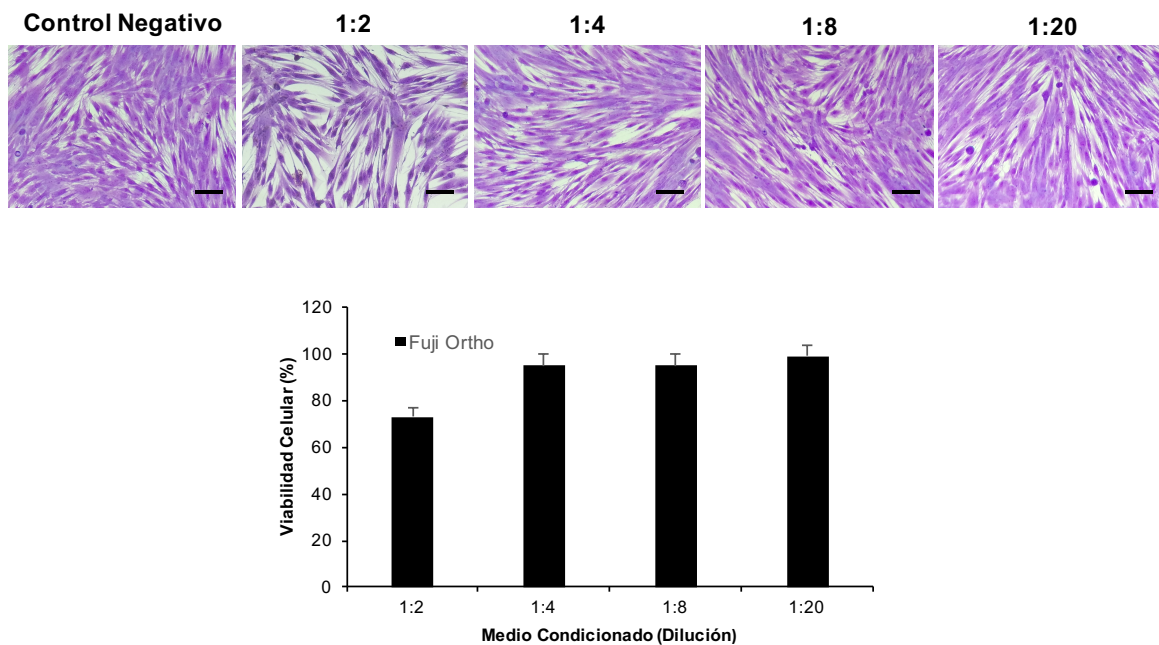 Control Negativo 1:2 1:4 1:8 1:20
120
100
80
60
40
20
0
Viabilidad Celular (%)
Fuji Ortho
1:2 1:4 1:8 1:20
Medio Condicionado (Dilución)